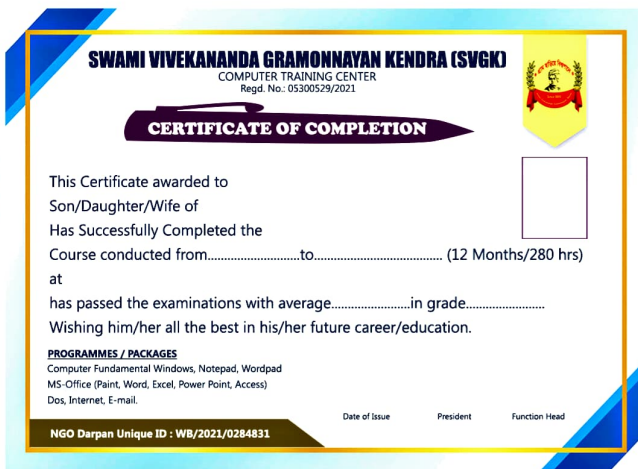 SWAMI VIVEKANANDA GRAMONNAYAN KENDRA (SVGK)
COMPUTER TRAINING CENTER
Regd. No.: 05300529/2021
CERTIFICATE OF COMPLETION
This Certificate awarded to
Son/Daughter/Wife of
Has Successfully Completed the
Course conducted from............................to....................................... (12 Months/280 hrs)
at
has passed the examinations with average........................in grade........................
Wishing him/her all the best in his/her future career/education.
PROGRAMMES / PACKAGES
Computer Fundamental Windows, Notepad, Wordpad
MS-Office (Paint, Word, Excel, Power Point, Access)
Dos, Internet, E-mail.
Date of Issue President Function Head
NGO Darpan Unique ID : WB/2021/0284831